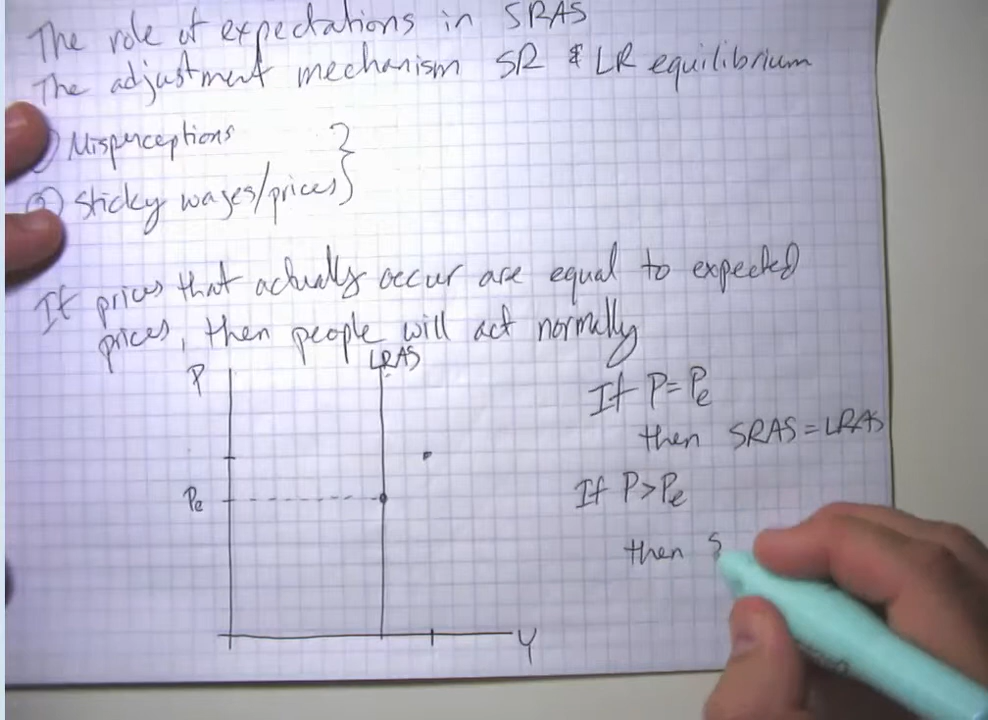 The role of expectations in SRAS
The adjustment mechanism SR & LR equilibrium
① Misperceptions
② Sticky wages/prices}
If prices that actually occur are equal to expected
prices, then people will act normally
P
LRAS
If P=Pe
then SRAS=LRAS
Pe
If P>Pe
then S
Y